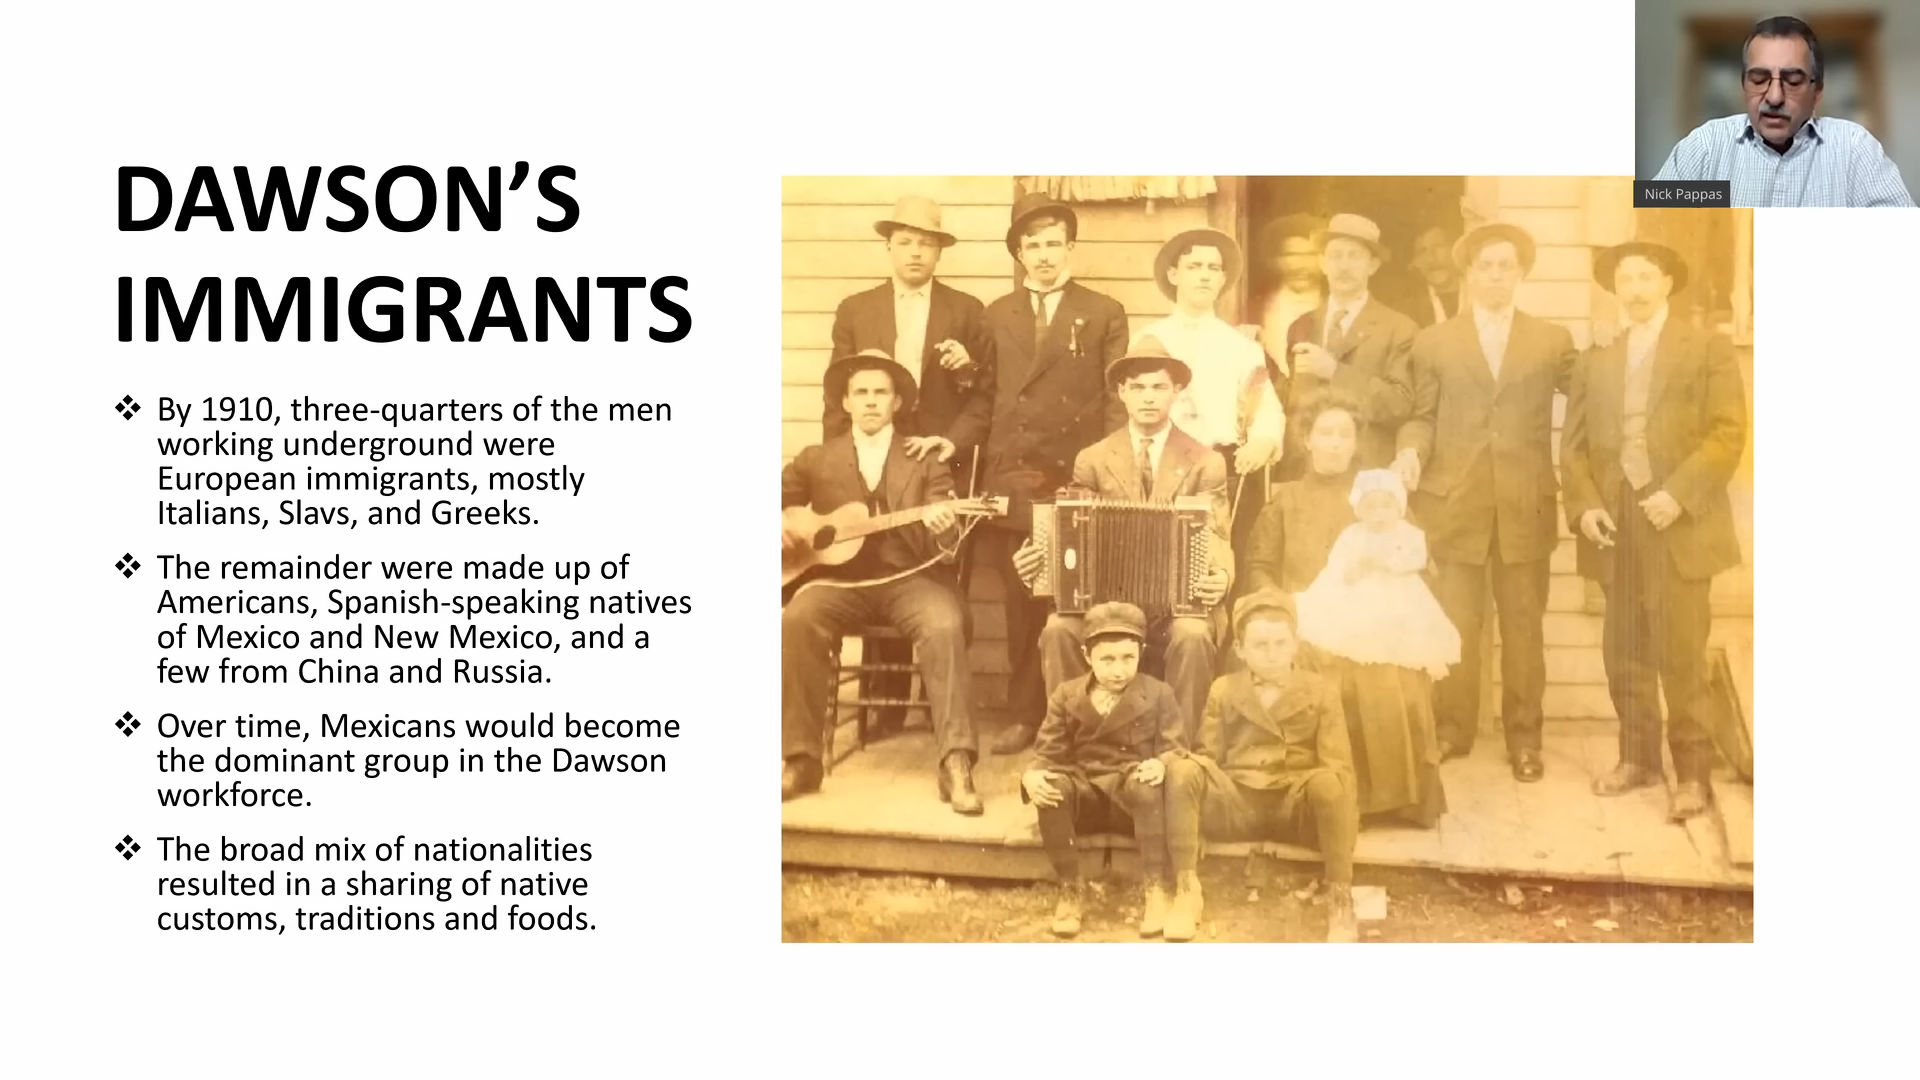 DAWSON’S
IMMIGRANTS
❖ By 1910, three-quarters of the men
working underground were
European immigrants, mostly
Italians, Slavs, and Greeks.
❖ The remainder were made up of
Americans, Spanish-speaking natives
of Mexico and New Mexico, and a
few from China and Russia.
❖ Over time, Mexicans would become
the dominant group in the Dawson
workforce.
❖ The broad mix of nationalities
resulted in a sharing of native
customs, traditions and foods.
Nick Pappas